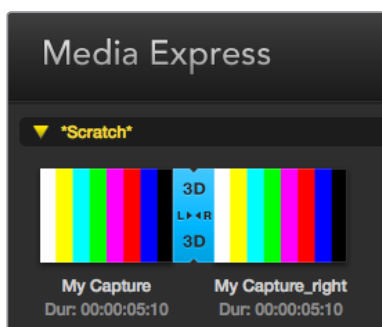 Media Express
*Scratch*
3D
L R
3D
My Capture
My Capture_right
Dur: 00:00:05:10
Dur: 00:00:05:10